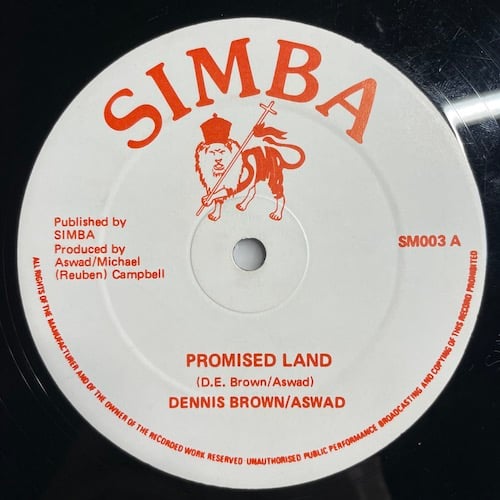 SIMBA
Published by
SIMBA
Produced by
Aswad/Michael
(Reuben) Campbell
SM003 A
PROMISED LAND
(D.E. Brown/Aswad)
DENNIS BROWN/ASWAD
ALL RIGHTS OF THE MANUFACTURER AND OF THE OWNER OF THE RECORDED WORK RESERVED·UNAUTHORISED PUBLIC PERFORMANCE BROADCASTING AND COPYING OF THIS RECORD PROHIBITED